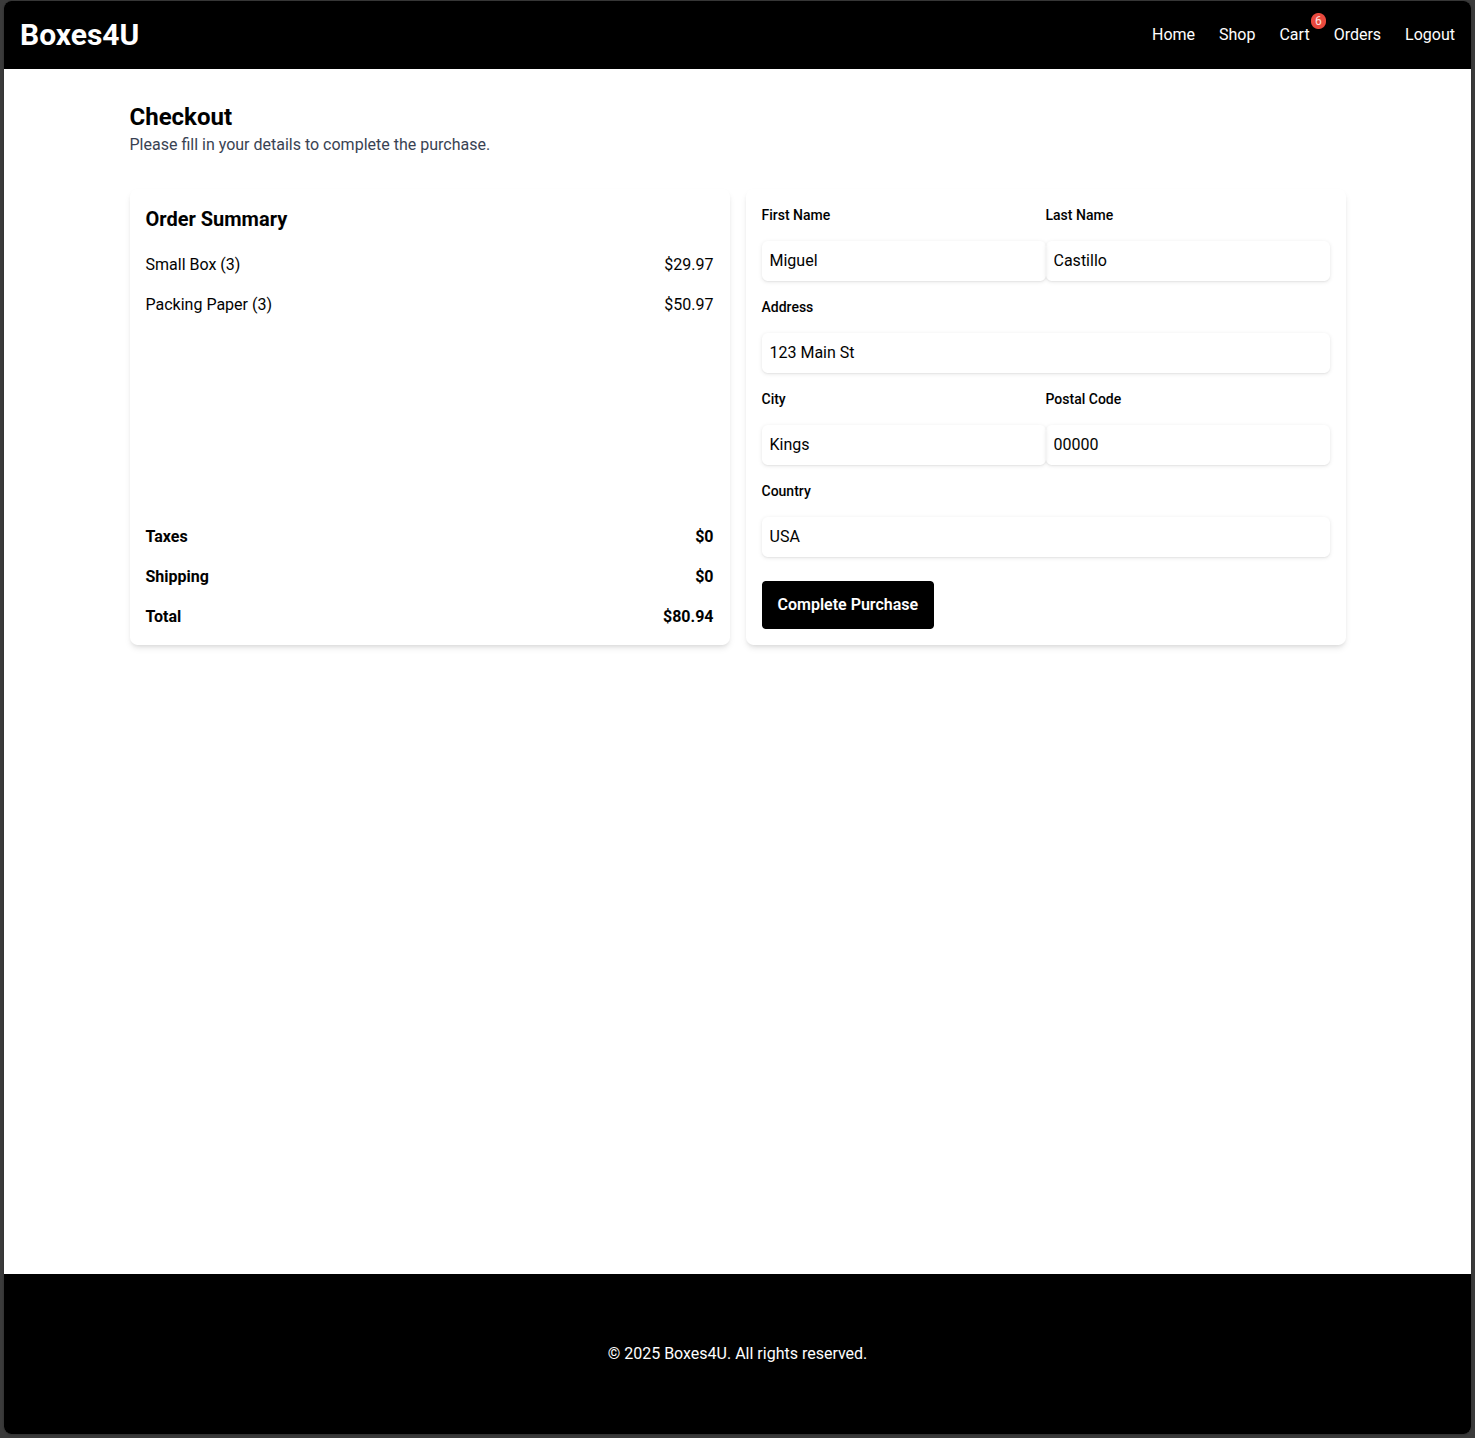 Boxes4U
Home Shop Cart 6 Orders Logout
Checkout
Please fill in your details to complete the purchase.
Order Summary
Small Box (3) $29.97
Packing Paper (3) $50.97
Taxes $0
Shipping $0
Total $80.94
First Name Last Name
Miguel Castillo
Address
123 Main St
City Postal Code
Kings 00000
Country
USA
Complete Purchase
© 2025 Boxes4U. All rights reserved.